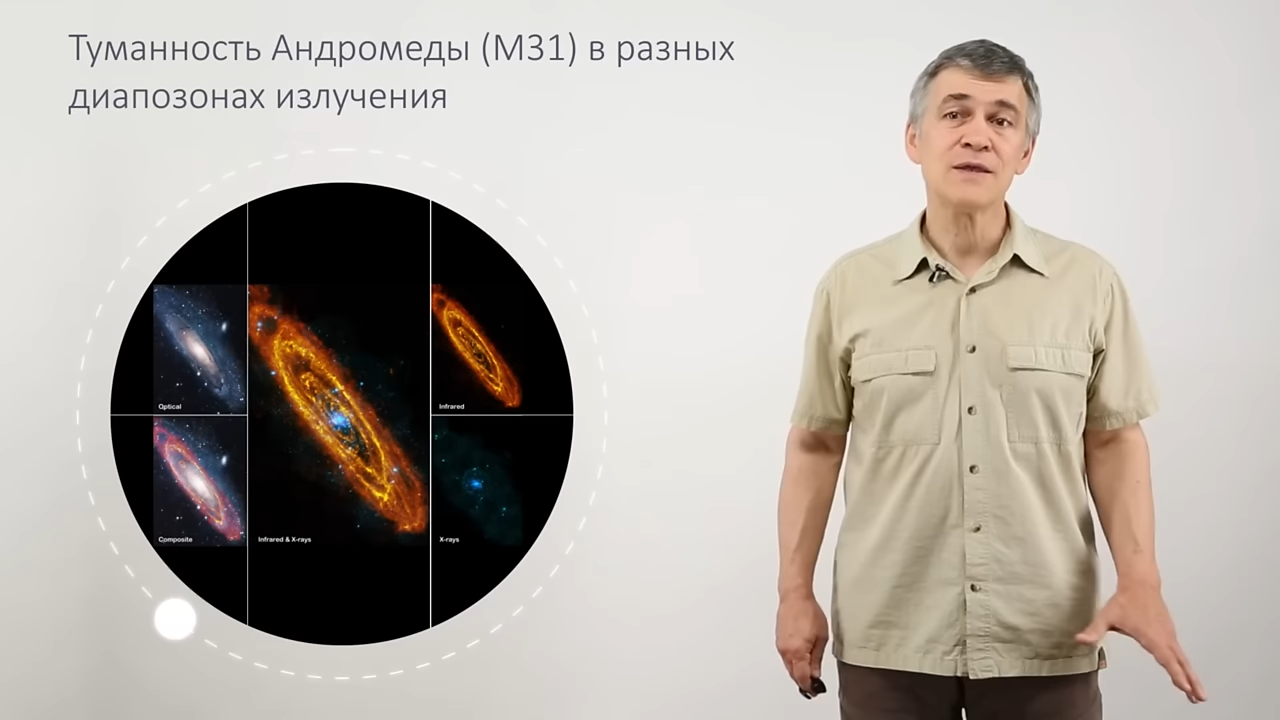 Туманность Андромеды (М31) в разных
диапозонах излучения
Optical
Infrared
Composite
Infrared & X-rays
X-rays